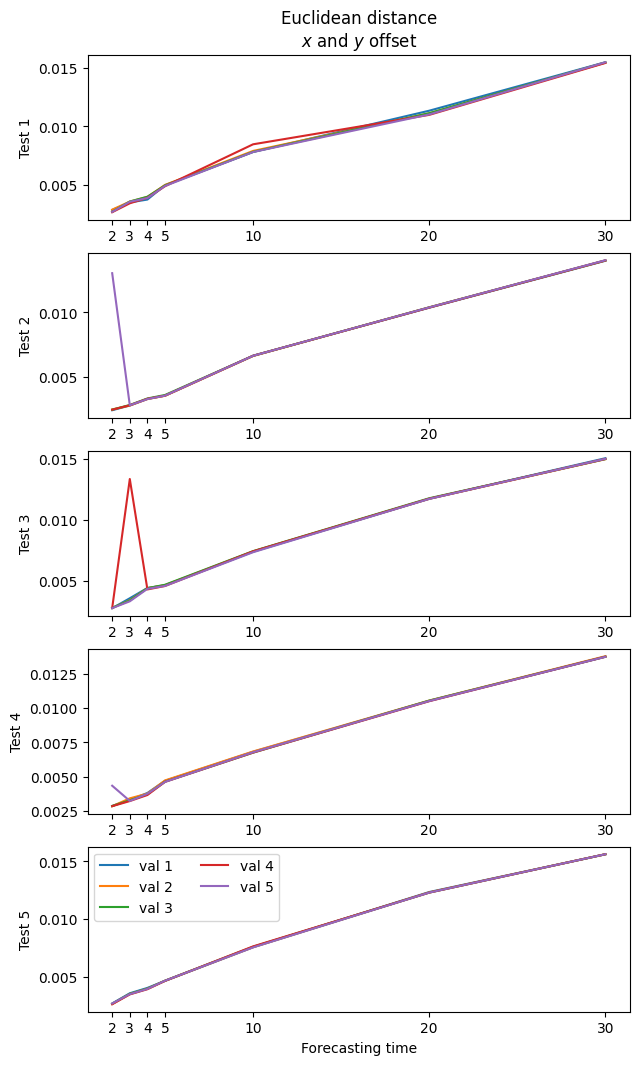 Euclidean distance
x and y offset
0.015
0.010
0.005
Test 1
2 3 4 5 10 20 30
0.010
0.005
Test 2
2 3 4 5 10 20 30
0.015
0.010
0.005
Test 3
2 3 4 5 10 20 30
0.0125
0.0100
0.0075
0.0050
0.0025
Test 4
2 3 4 5 10 20 30
0.015
0.010
0.005
Test 5
val 1 val 4
val 2 val 5
val 3
2 3 4 5 10 20 30
Forecasting time